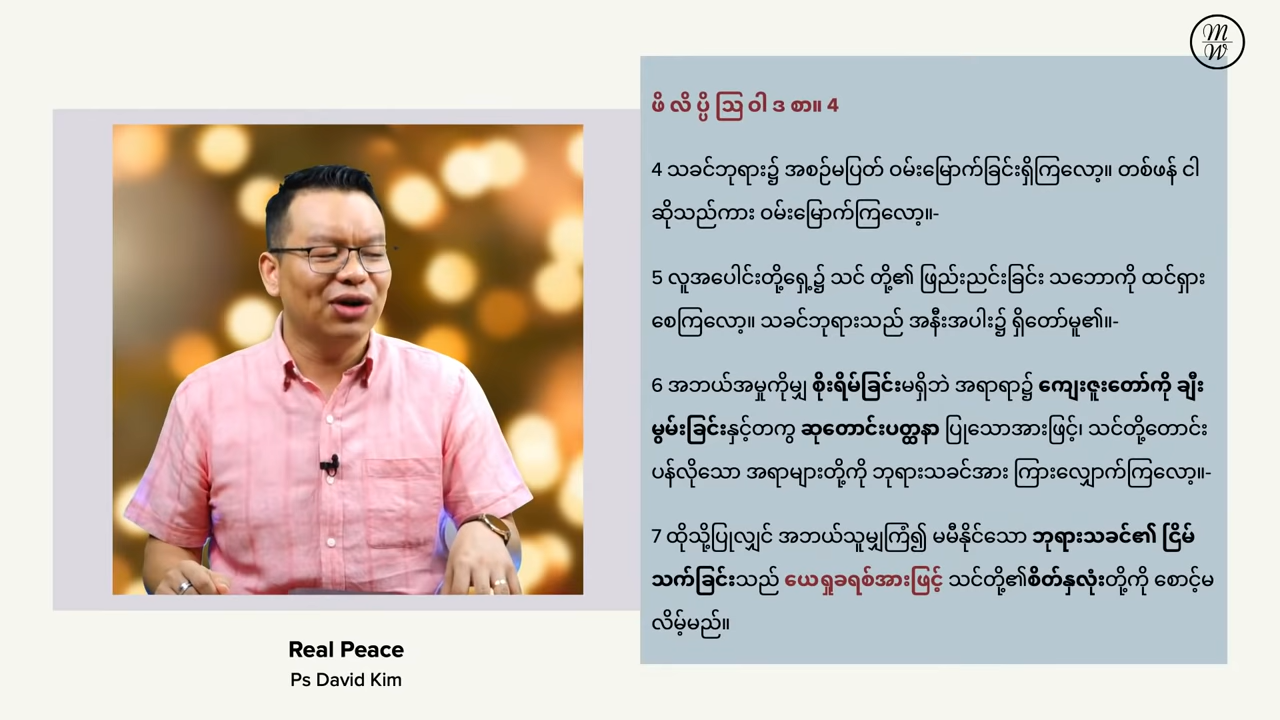 M
W
ဖိ လိ ပ္ပိ ဩ ဝါ ဒ စာ။ 4
4 သခင်ဘုရား၌ အစဉ်မပြတ် ဝမ်းမြောက်ခြင်းရှိကြလော့။ တစ်ဖန် ငါ
ဆိုသည်ကား ဝမ်းမြောက်ကြလော့။-
5 လူအပေါင်းတို့ရှေ့၌ သင် တို့၏ ဖြည်းညင်းခြင်း သဘောကို ထင်ရှား
စေကြလော့။ သခင်ဘုရားသည် အနီးအပါး၌ ရှိတော်မူ၏။-
6 အဘယ်အမှုကိုမျှ စိုးရိမ်ခြင်းမရှိဘဲ အရာရာ၌ ကျေးဇူးတော်ကို ချီး
မွမ်းခြင်းနှင့်တကွ ဆုတောင်းပတ္ထနာ ပြုသောအားဖြင့်၊ သင်တို့တောင်း
ပန်လိုသော အရာများတို့ကို ဘုရားသခင်အား ကြားလျှောက်ကြလော့။-
7 ထိုသို့ပြုလျှင် အဘယ်သူမျှကြံ၍ မမီနိုင်သော ဘုရားသခင်၏ ငြိမ်
သက်ခြင်းသည် ယေရှုခရစ်အားဖြင့် သင်တို့၏စိတ်နှလုံးတို့ကို စောင့်မ
လိမ့်မည်။
Real Peace
Ps David Kim